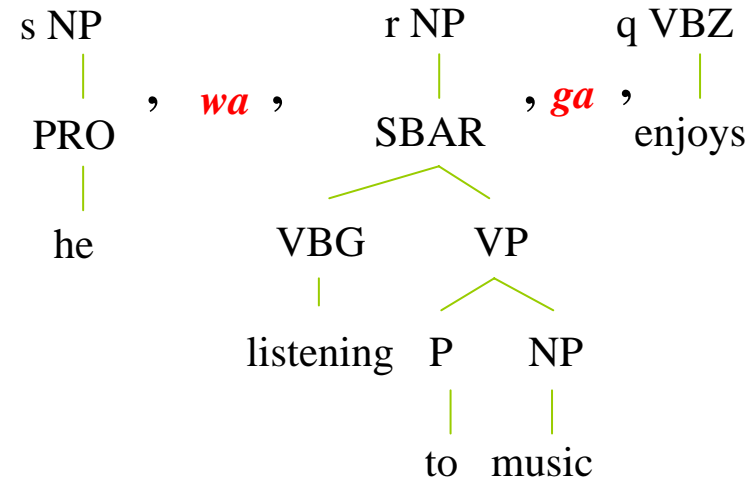 s NP r NP q VBZ
, wa , , ga ,
PRO SBAR enjoys
he VBG VP
listening P NP
to music